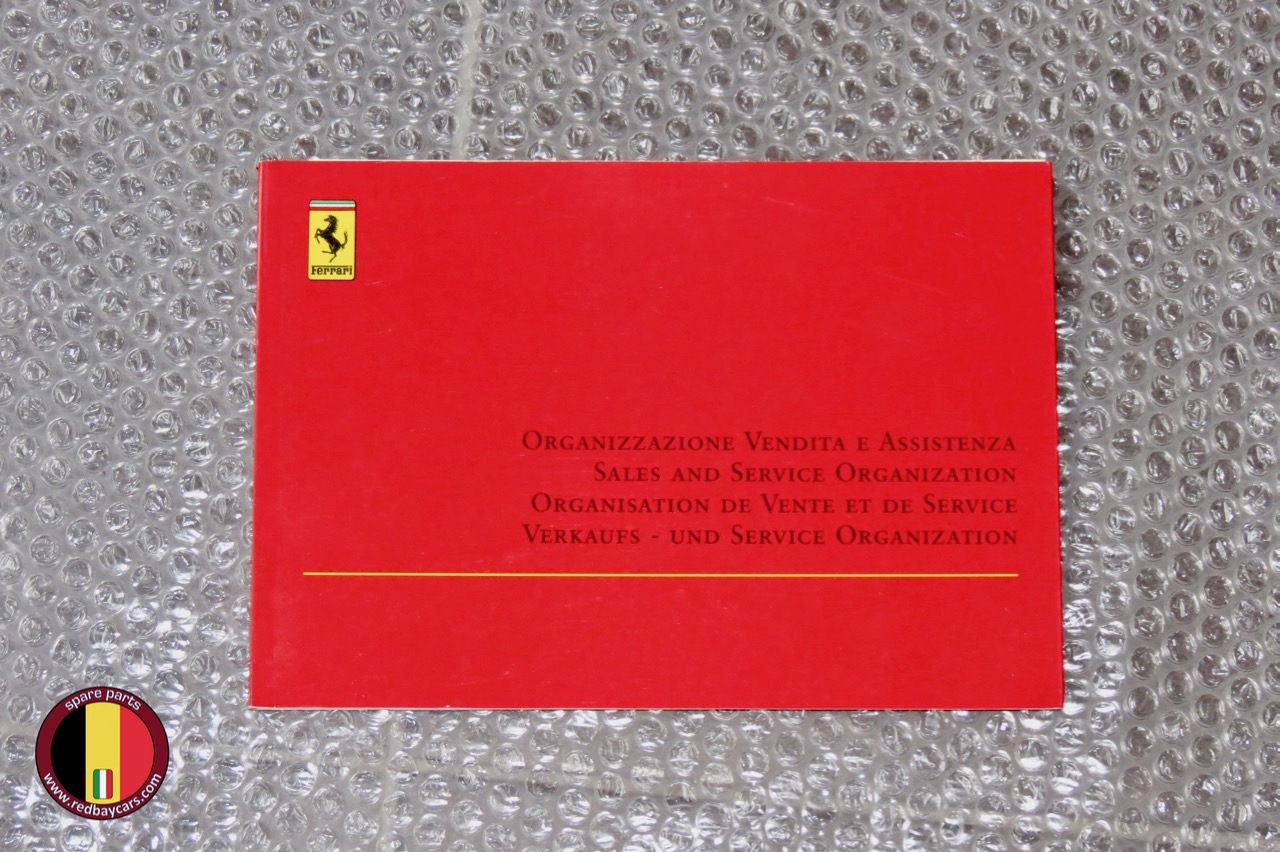 Ferrari
ORGANIZZAZIONE VENDITA E ASSISTENZA
SALES AND SERVICE ORGANIZATION
ORGANISATION DE VENTE ET DE SERVICE
VERKAUFS - UND SERVICE ORGANIZATION
spare parts
www.redbaycars.com